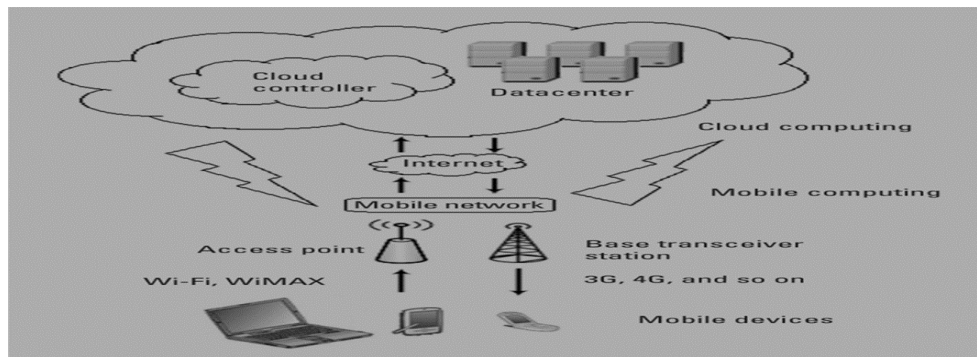 Cloud
controller
Datacenter
Cloud computing
Internet
Mobile computing
Mobile network
Access point
Base transceiver
station
Wi-Fi, WiMAX
3G, 4G, and so on
Mobile devices